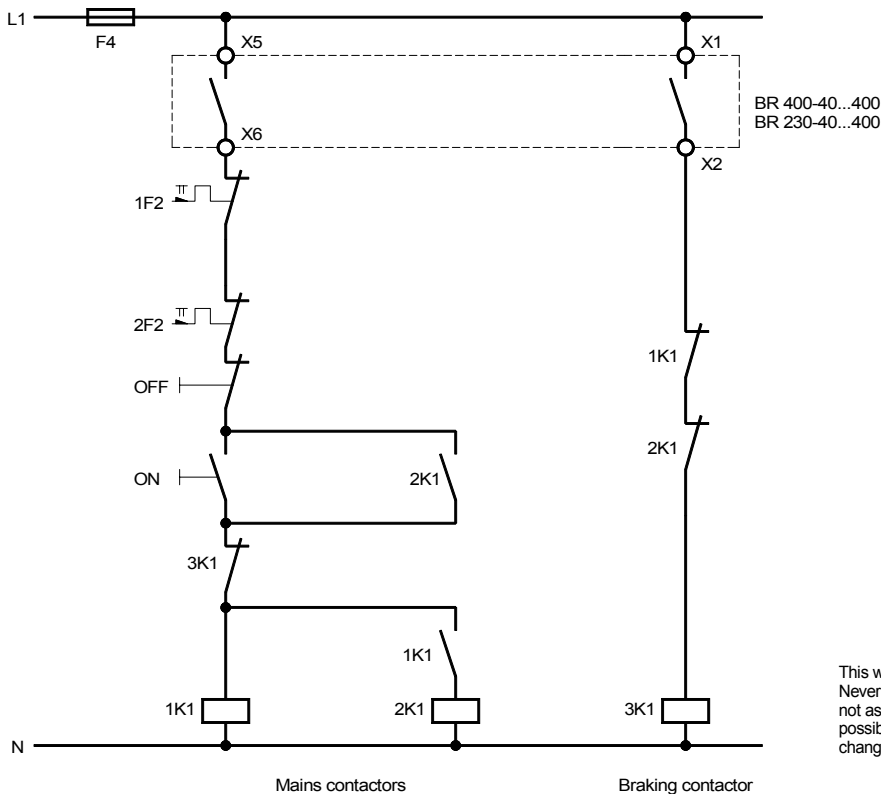 L1
F4
X5
X1
BR 400-40...400
BR 230-40...400
X6
X2
1F2
2F2
1K1
OFF
2K1
ON
2K1
3K1
1K1
1K1
2K1
3K1
N
Mains contactors
Braking contactor
This w
Never
not as
possib
chang